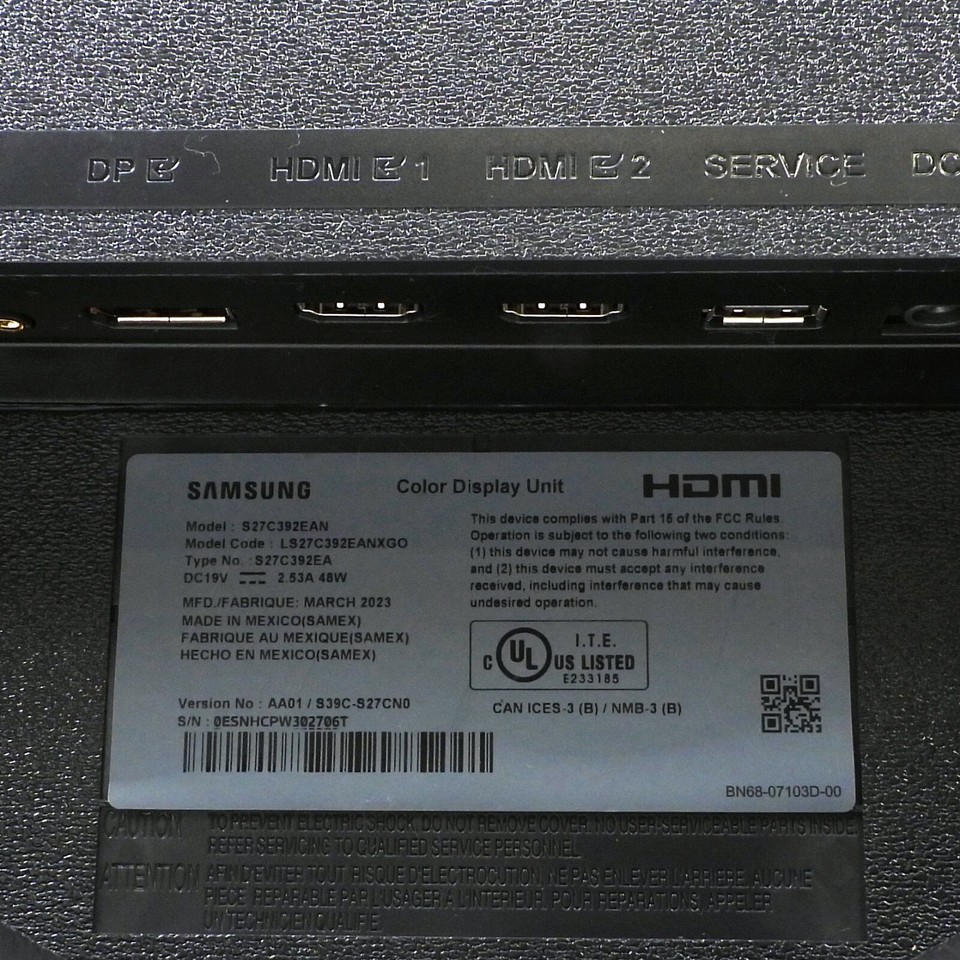 DP HDMI 1 HDMI 2 SERVICE DC
SAMSUNG Color Display Unit HDMI
Model : S27C392EAN
Model Code : LS27C392EANXGO
Type No. : S27C392EA
DC19V 2.53A 48W
MFD./FABRIQUE: MARCH 2023
MADE IN MEXICO(SAMEX)
FABRIQUE AU MEXIQUE(SAMEX)
HECHO EN MEXICO(SAMEX)
Version No : AA01 / S39C-S27CN0
S/N : 0ESNHCPW302706T
This device complies with Part 15 of the FCC Rules.
Operation is subject to the following two conditions:
(1) this device may not cause harmful interference,
and (2) this device must accept any interference
received, including interference that may cause
undesired operation.
C UL US LISTED
I.T.E.
E233185
CAN ICES-3 (B) / NMB-3 (B)
BN68-07103D-00
CAUTION TO PREVENT ELECTRIC SHOCK, DO NOT REMOVE COVER. NO USER-SERVICEABLE PARTS INSIDE.
REFER SERVICING TO QUALIFIED SERVICE PERSONNEL.
ATTENTION AFIN D'EVITER TOUT RISQUE D'ELECTROCUTION, NE PAS ENLEVER L'ARRIERE, AUCUNE
PIECE REPARABLE PAR L'USAGER A L'INTERIEUR. POUR REPARATIONS, L'APPAREIL
UN TECHNICIEN QUALIFIE.